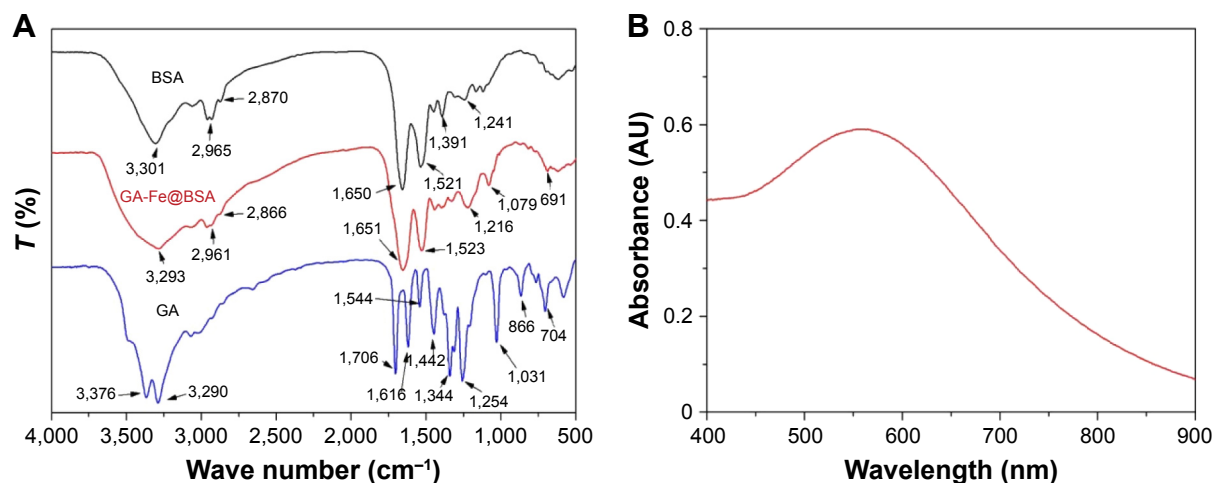 A
BSA
2,870
3,301
2,965
1,391
1,241
1,650
1,521
GA-Fe@BSA
2,866
1,079
691
3,293
2,961
1,651
1,523
1,216
GA
1,544
866
704
3,376
3,290
1,706
1,616
1,442
1,344
1,254
1,031
T (%)
4,000 3,500 3,000 2,500 2,000 1,500 1,000 500
Wave number (cm⁻¹)
B
0.8
0.6
0.4
0.2
0
Absorbance (AU)
400 500 600 700 800 900
Wavelength (nm)